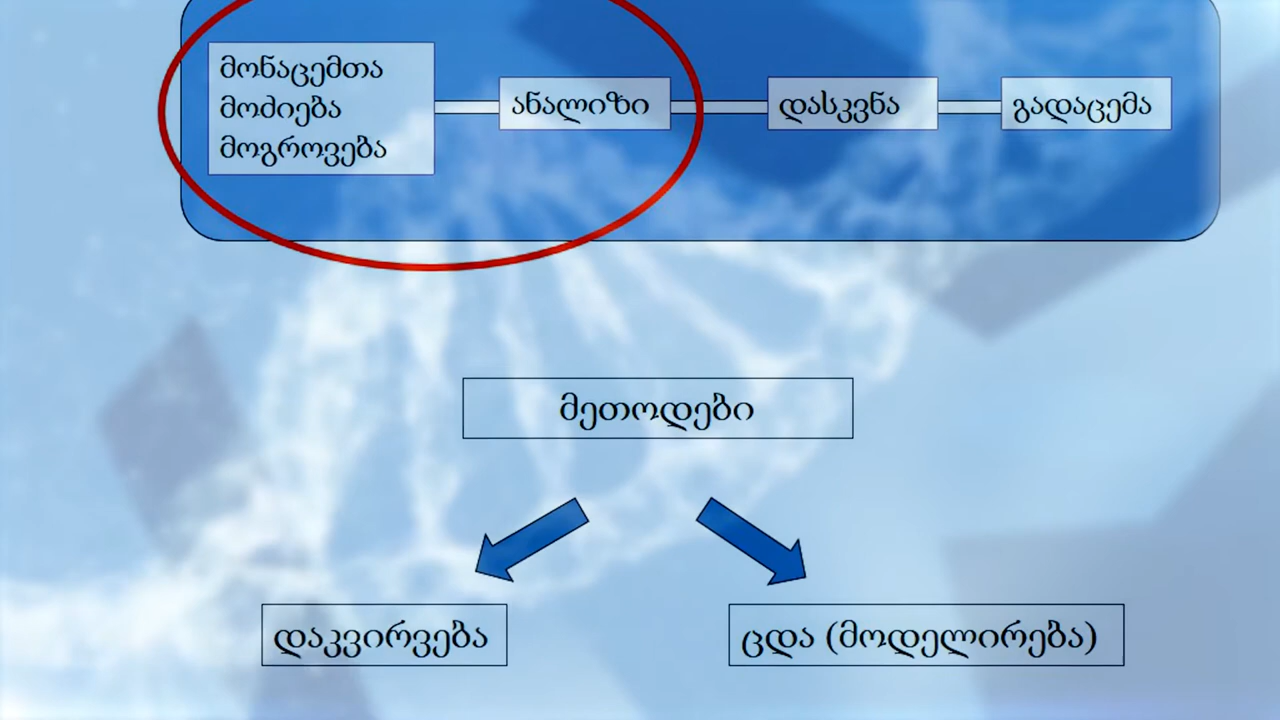 მონაცემთა
მოძიება
მოგროვება
ანალიზი
დასკვნა
გადაცემა
მეთოდები
დაკვირვება
ცდა (მოდელირება)